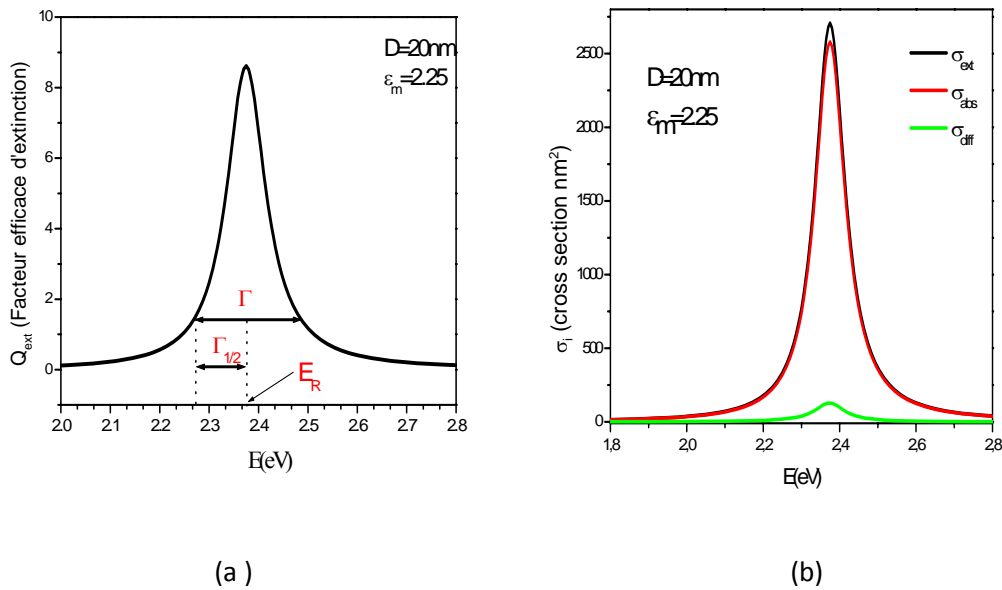 10
8
6
4
2
0
Q_ext (Facteur efficace d'extinction)
D=20nm
ε_m=2.25
Γ
Γ_1/2
E_R
2.0 2.1 2.2 2.3 2.4 2.5 2.6 2.7 2.8
E(eV)
(a )
2500
2000
1500
1000
500
0
σ_i (cross section nm²)
D=20nm
ε_m=2.25
σ_ext
σ_abs
σ_diff
1,8 2,0 2,2 2,4 2,6 2,8
E(eV)
(b)